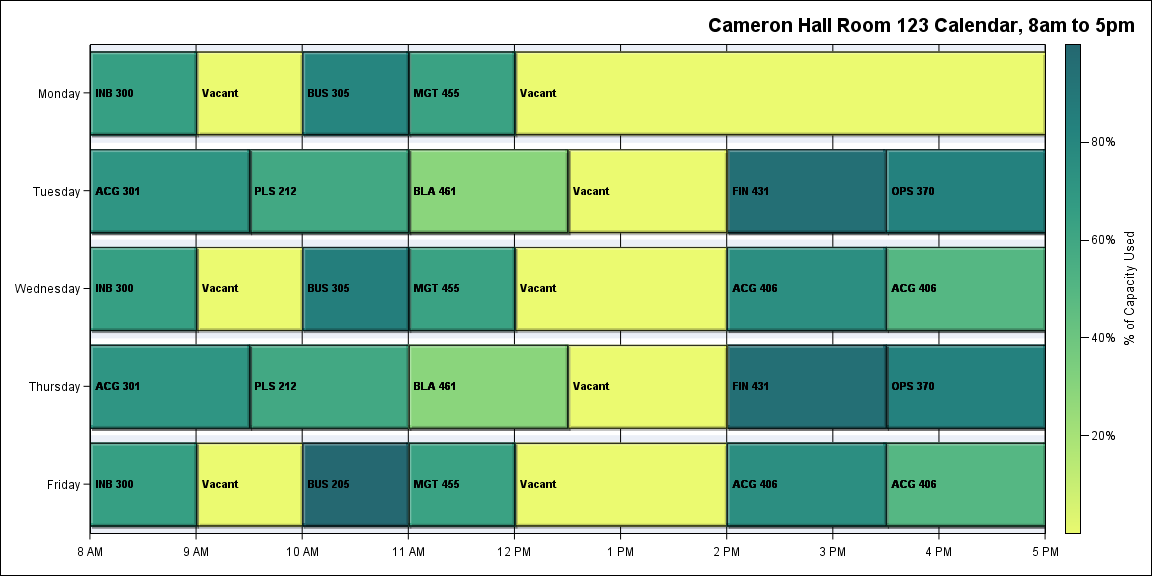 Cameron Hall Room 123 Calendar, 8am to 5pm
Monday
INB 300
Vacant
BUS 305
MGT 455
Vacant
Tuesday
ACG 301
PLS 212
BLA 461
Vacant
FIN 431
OPS 370
Wednesday
INB 300
Vacant
BUS 305
MGT 455
Vacant
ACG 406
ACG 406
Thursday
ACG 301
PLS 212
BLA 461
Vacant
FIN 431
OPS 370
Friday
INB 300
Vacant
BUS 205
MGT 455
Vacant
ACG 406
ACG 406
8 AM
9 AM
10 AM
11 AM
12 PM
1 PM
2 PM
3 PM
4 PM
5 PM
80%
60%
40%
20%
% of Capacity Used